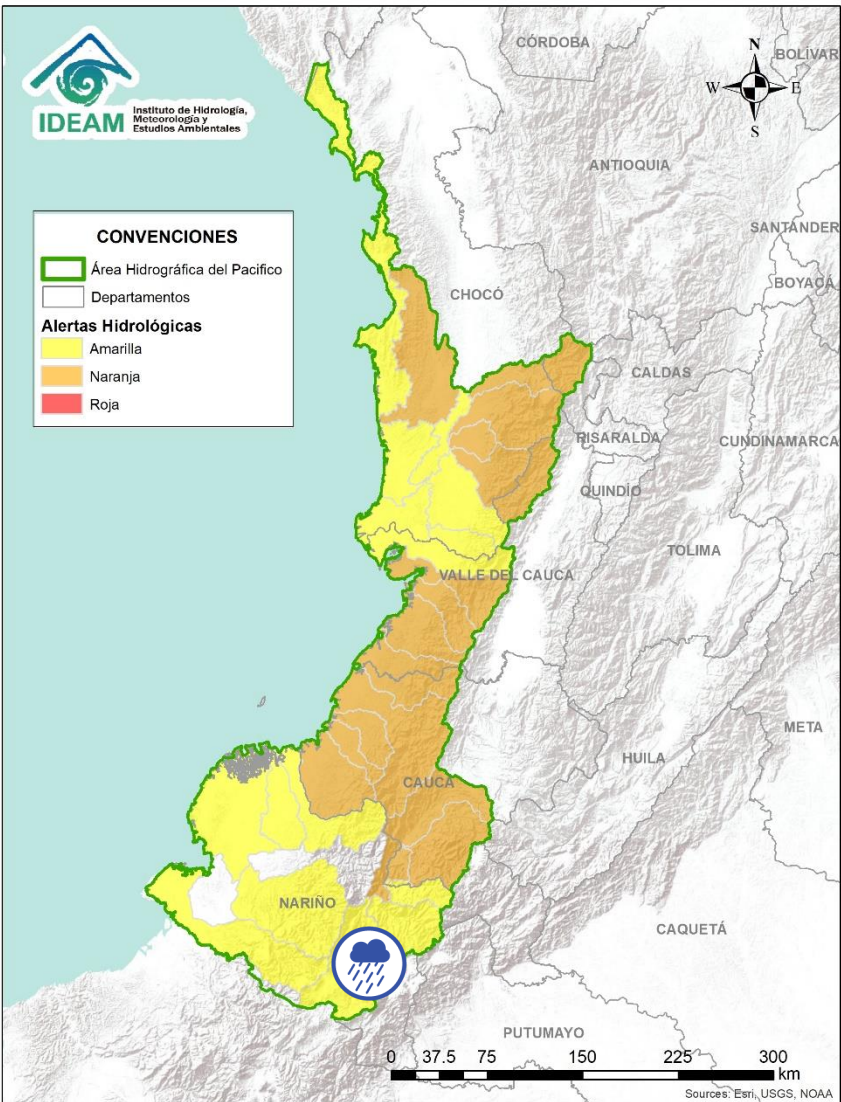 IDEAM
Instituto de Hidrología,
Meteorología y
Estudios Ambientales
N
W
E
S
CÓRDOBA
BOLÍVAR
ANTIOQUIA
SANTANDER
BOYACÁ
CONVENCIONES
Área Hidrográfica del Pacifico
Departamentos
Alertas Hidrológicas
Amarilla
Naranja
Roja
CHOCÓ
CALDAS
RISARALDA
CUNDINAMARCA
QUINDÍO
TOLIMA
VALLE DEL CAUCA
META
HUILA
CAUCA
NARIÑO
CAQUETÁ
PUTUMAYO
0 37.5 75 150 225 300
km
Sources: Esri, USGS, NOAA